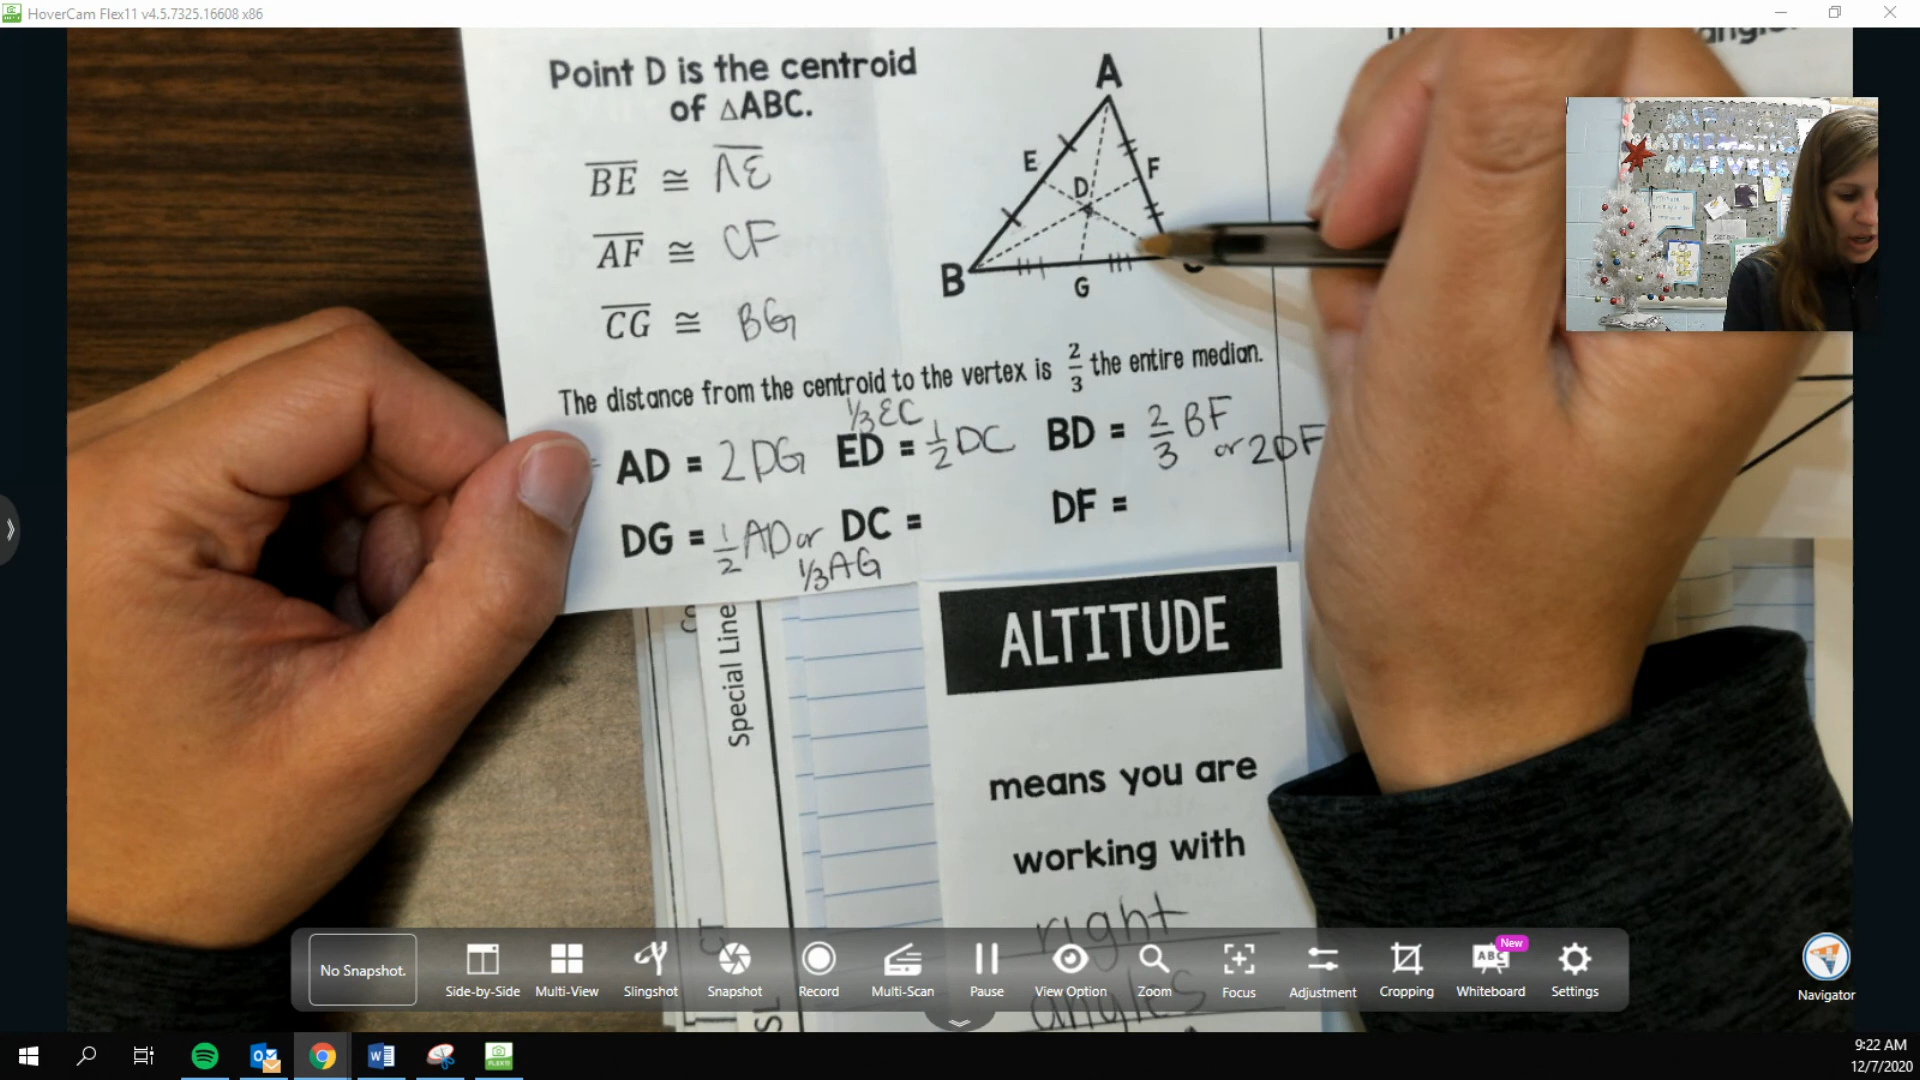 HoverCam Flex11 v4.5.7325.16608 x86
Point D is the centroid
of △ABC.
BE ≅ AE
AF ≅ CF
CG ≅ BG
A
E
F
D
B
G
The distance from the centroid to the vertex is 2/3 the entire median.
1/3 EC
AD = 2DG ED = 1/2 DC BD = 2/3 BF
or 2DF
DG = 1/2 AD or DC = DF =
1/3 AG
Special Line
ALTITUDE
means you are
working with
right
angles
MATHEMATICAL
MARVELS
No Snapshot.
Side-by-Side Multi-View Slingshot Snapshot Record Multi-Scan Pause View Option Zoom Focus Adjustment Cropping Whiteboard Settings
ABC
New
Navigator
9:22 AM
12/7/2020